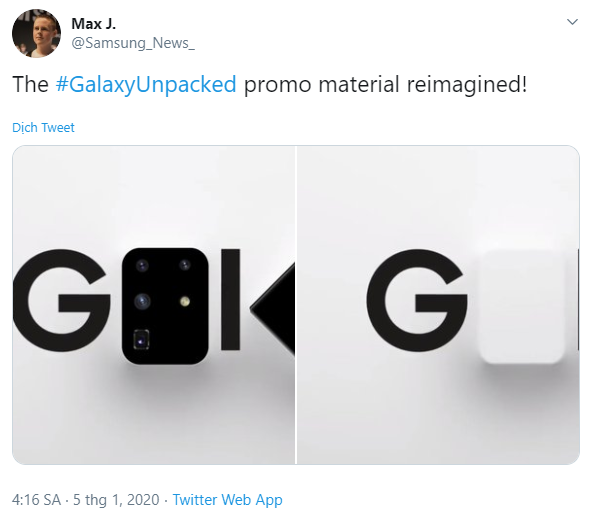 Max J.
@Samsung_News_
The #GalaxyUnpacked promo material reimagined!
Dịch Tweet
G l
G
4:16 SA · 5 thg 1, 2020 · Twitter Web App